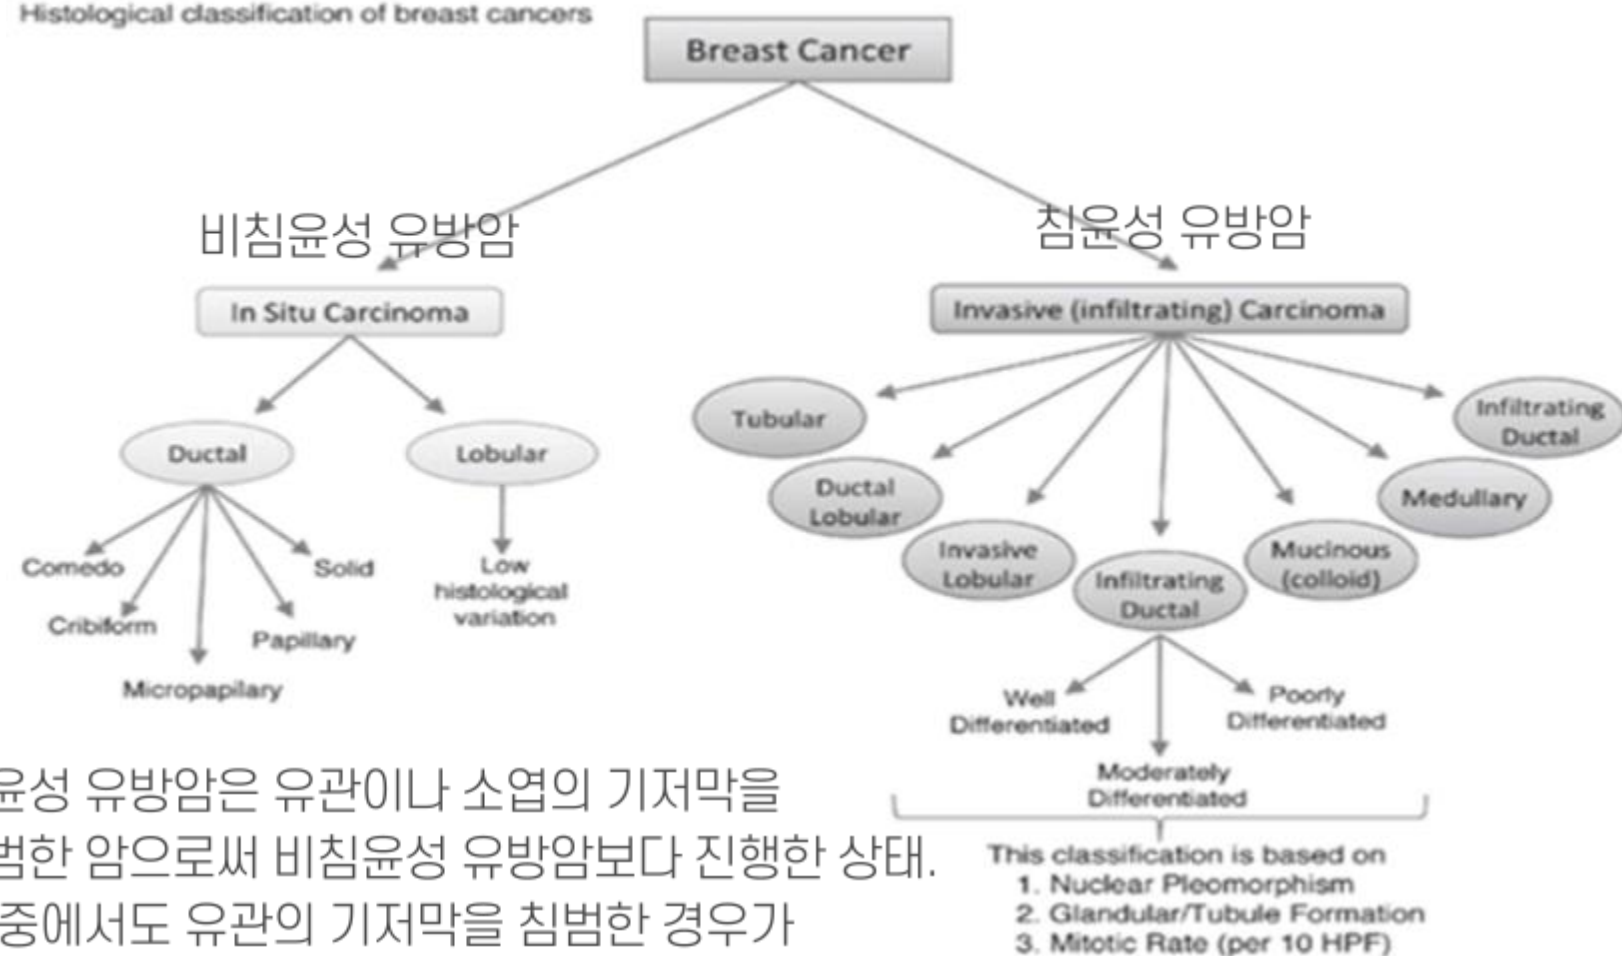 Histological classification of breast cancers
Breast Cancer
비침윤성 유방암
침윤성 유방암
In Situ Carcinoma
Invasive (infiltrating) Carcinoma
Ductal
Lobular
Comedo
Cribiform
Micropapilary
Papillary
Solid
Low
histological
variation
Tubular
Ductal
Lobular
Invasive
Lobular
Infiltrating
Ductal
Mucinous
(colloid)
Medullary
Infiltrating
Ductal
Well
Differentiated
Moderately
Differentiated
Poorly
Differentiated
This classification is based on
1. Nuclear Pleomorphism
2. Glandular/Tubule Formation
3. Mitotic Rate (per 10 HPF)
윤성 유방암은 유관이나 소엽의 기저막을
범한 암으로써 비침윤성 유방암보다 진행한 상태.
중에서도 유관의 기저막을 침범한 경우가